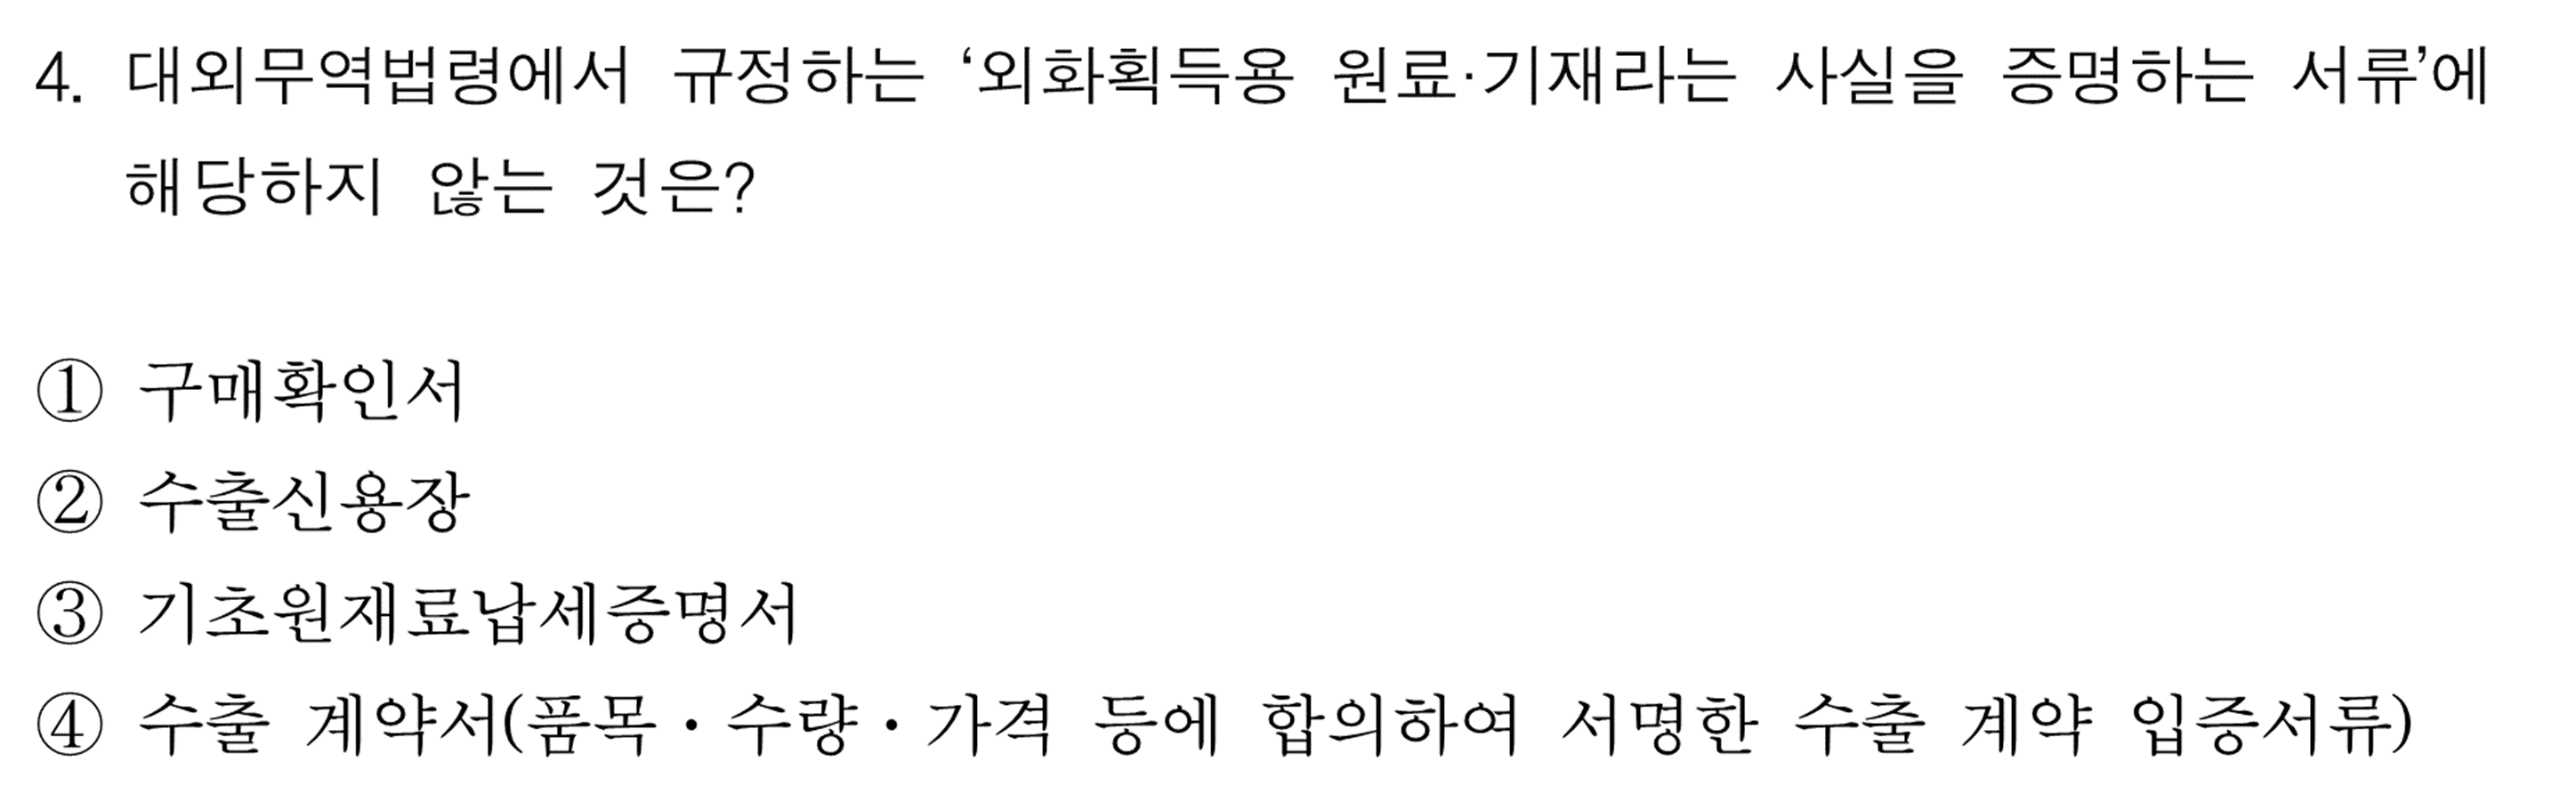 4. 대외무역법령에서 규정하는 ‘외화획득용 원료·기재라는 사실을 증명하는 서류’에
해당하지 않는 것은?
① 구매확인서
② 수출신용장
③ 기초원재료납세증명서
④ 수출 계약서(품목・수량・가격 등에 합의하여 서명한 수출 계약 입증서류)